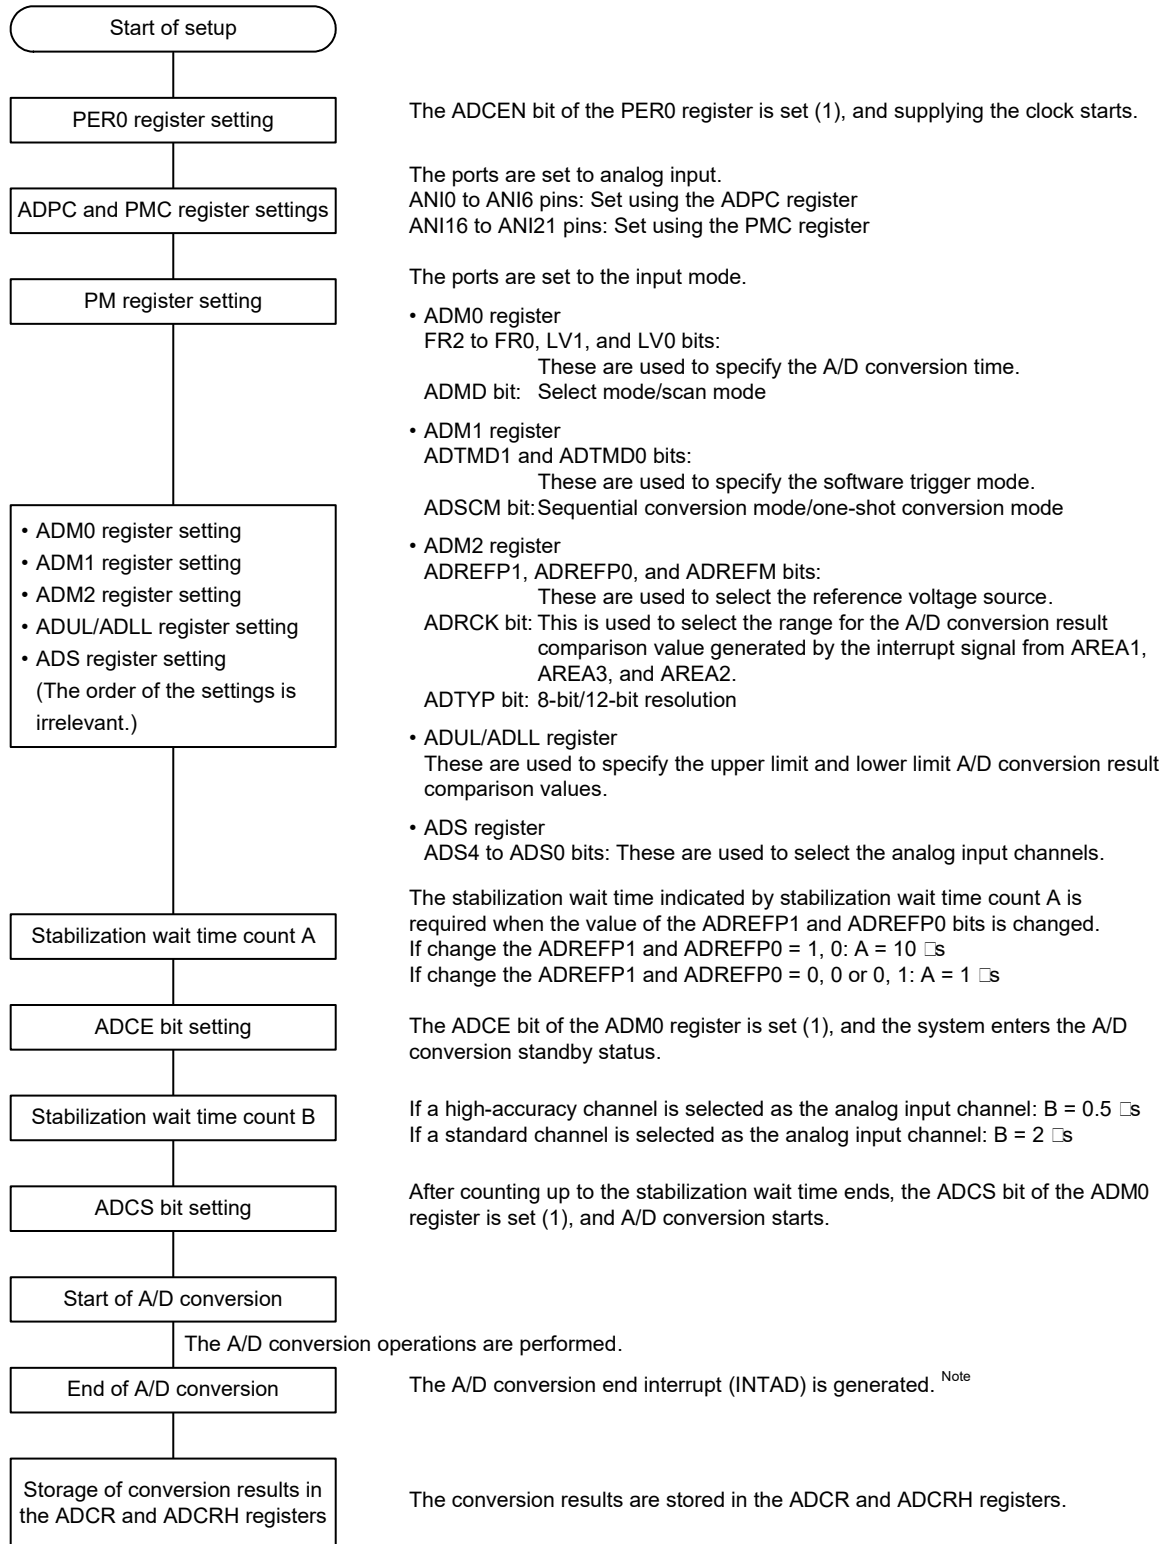 Start of setup
PER0 register setting
The ADCEN bit of the PER0 register is set (1), and supplying the clock starts.
ADPC and PMC register settings
The ports are set to analog input.
ANI0 to ANI6 pins: Set using the ADPC register
ANI16 to ANI21 pins: Set using the PMC register
PM register setting
The ports are set to the input mode.
• ADM0 register setting
• ADM1 register setting
• ADM2 register setting
• ADUL/ADLL register setting
• ADS register setting
(The order of the settings is
irrelevant.)
• ADM0 register
FR2 to FR0, LV1, and LV0 bits:
These are used to specify the A/D conversion time.
ADMD bit: Select mode/scan mode
• ADM1 register
ADTMD1 and ADTMD0 bits:
These are used to specify the software trigger mode.
ADSCM bit: Sequential conversion mode/one-shot conversion mode
• ADM2 register
ADREFP1, ADREFP0, and ADREFM bits:
These are used to select the reference voltage source.
ADRCK bit: This is used to select the range for the A/D conversion result
comparison value generated by the interrupt signal from AREA1,
AREA3, and AREA2.
ADTYP bit: 8-bit/12-bit resolution
• ADUL/ADLL register
These are used to specify the upper limit and lower limit A/D conversion result
comparison values.
• ADS register
ADS4 to ADS0 bits: These are used to select the analog input channels.
Stabilization wait time count A
The stabilization wait time indicated by stabilization wait time count A is
required when the value of the ADREFP1 and ADREFP0 bits is changed.
If change the ADREFP1 and ADREFP0 = 1, 0: A = 10 □s
If change the ADREFP1 and ADREFP0 = 0, 0 or 0, 1: A = 1 □s
ADCE bit setting
The ADCE bit of the ADM0 register is set (1), and the system enters the A/D
conversion standby status.
Stabilization wait time count B
If a high-accuracy channel is selected as the analog input channel: B = 0.5 □s
If a standard channel is selected as the analog input channel: B = 2 □s
ADCS bit setting
After counting up to the stabilization wait time ends, the ADCS bit of the ADM0
register is set (1), and A/D conversion starts.
Start of A/D conversion
The A/D conversion operations are performed.
End of A/D conversion
The A/D conversion end interrupt (INTAD) is generated. Note
Storage of conversion results in
the ADCR and ADCRH registers
The conversion results are stored in the ADCR and ADCRH registers.